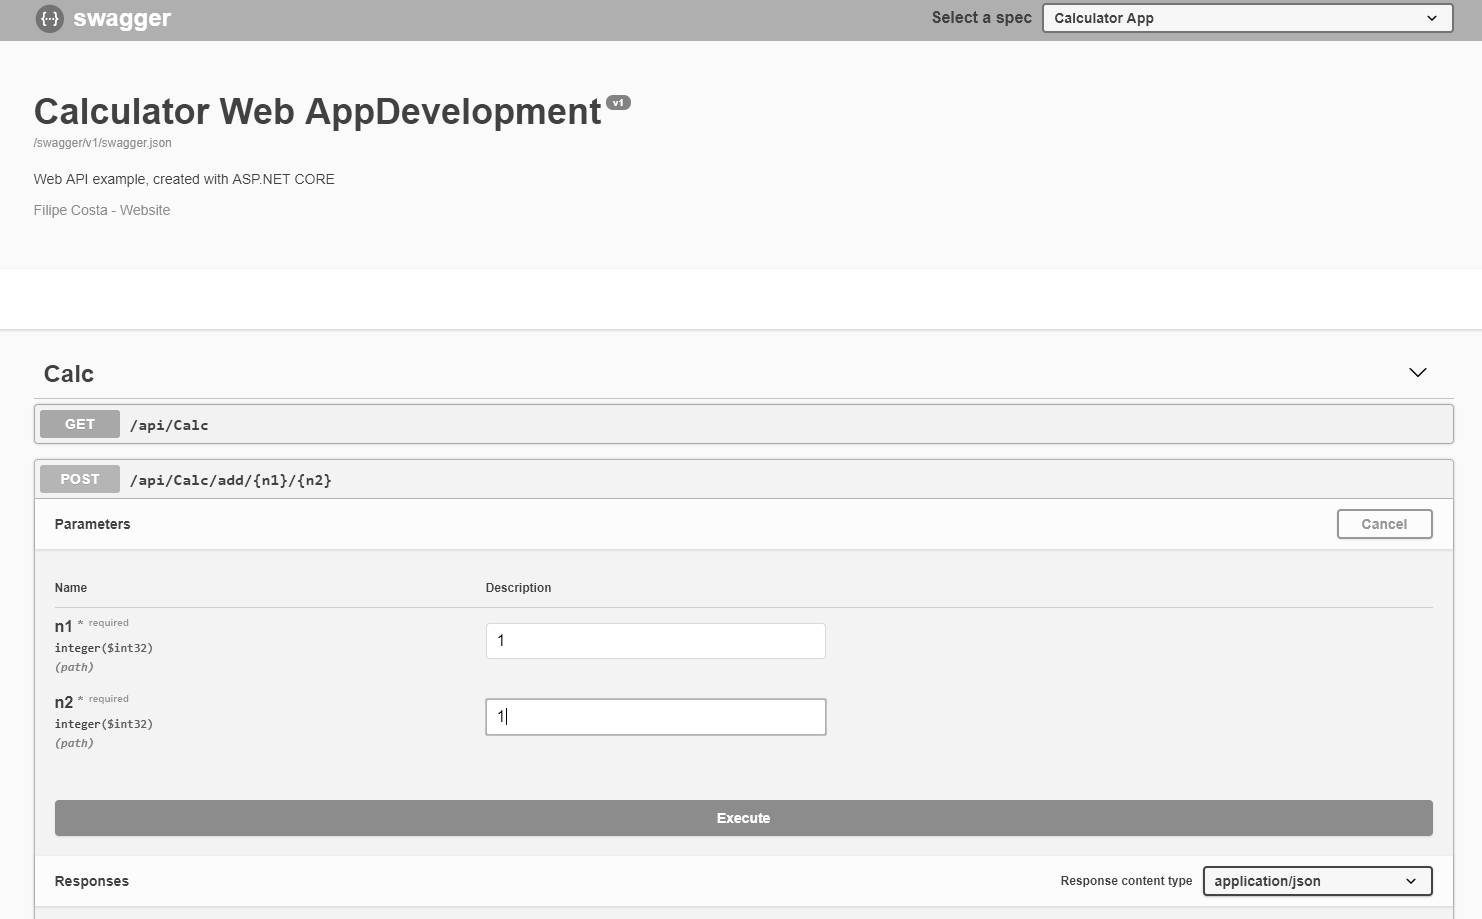 {···} swagger
Select a spec
Calculator App
Calculator Web AppDevelopment v1
/swagger/v1/swagger.json
Web API example, created with ASP.NET CORE
Filipe Costa - Website
Calc
GET /api/Calc
POST /api/Calc/add/{n1}/{n2}
Parameters
Cancel
Name Description
n1 * required
integer($int32)
(path)
1
n2 * required
integer($int32)
(path)
1
Execute
Responses
Response content type
application/json